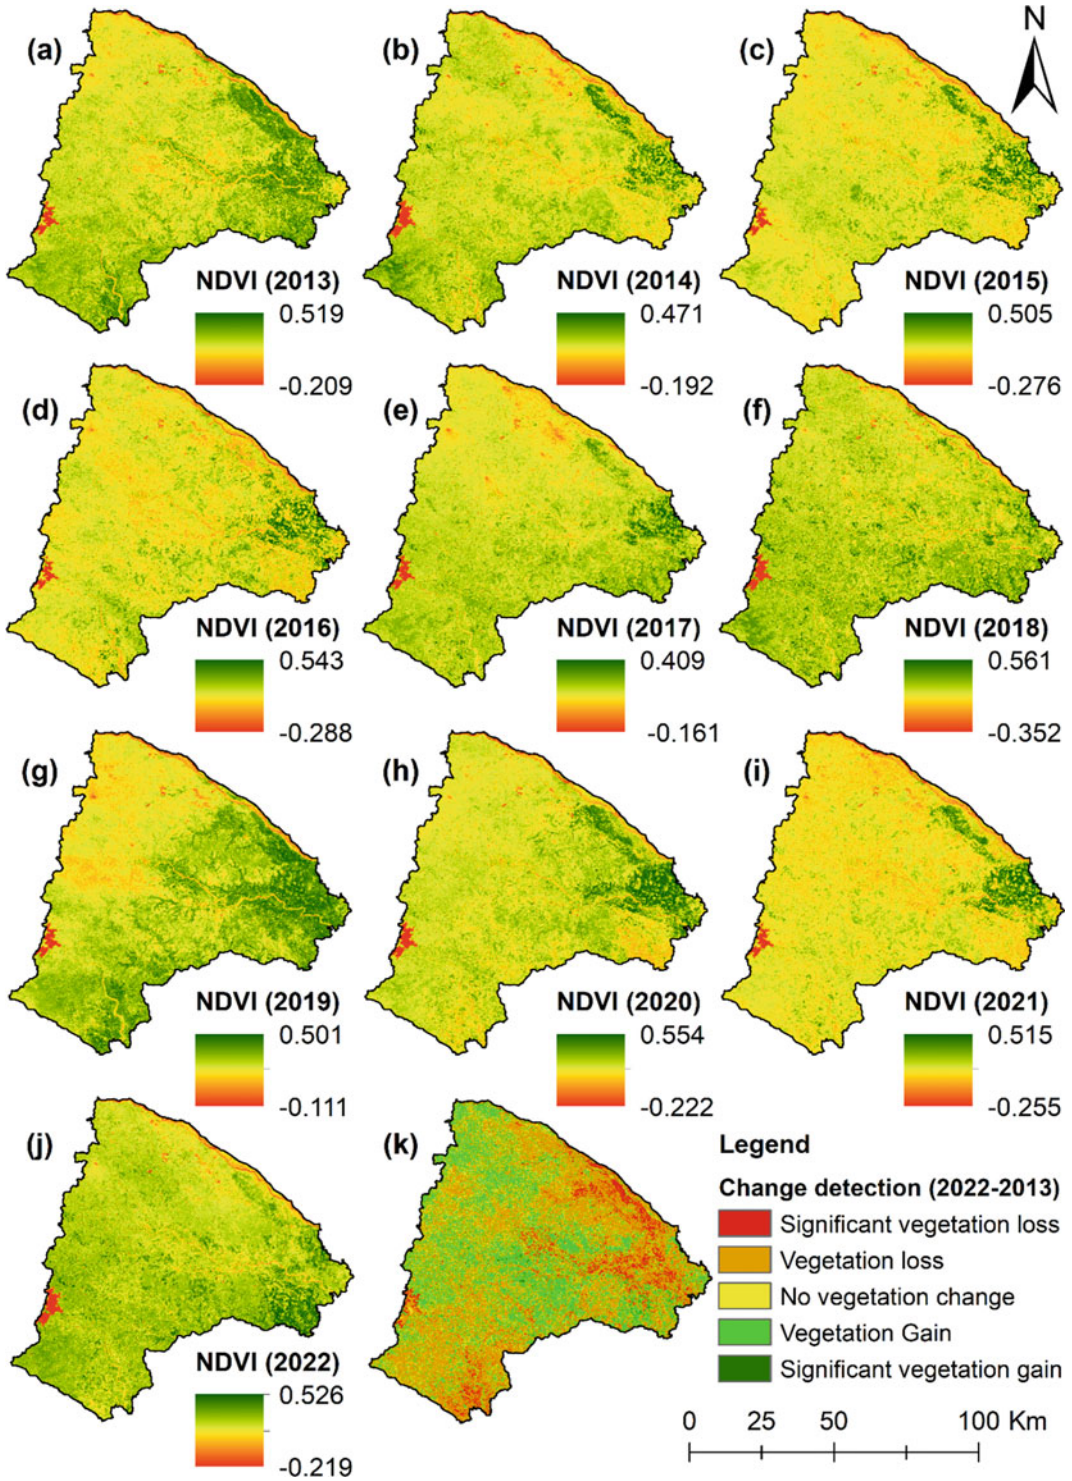 (a)
(b)
(c)
N
NDVI (2013)
0.519
-0.209
NDVI (2014)
0.471
-0.192
NDVI (2015)
0.505
-0.276
(d)
(e)
(f)
NDVI (2016)
0.543
-0.288
NDVI (2017)
0.409
-0.161
NDVI (2018)
0.561
-0.352
(g)
(h)
(i)
NDVI (2019)
0.501
-0.111
NDVI (2020)
0.554
-0.222
NDVI (2021)
0.515
-0.255
(j)
(k)
NDVI (2022)
0.526
-0.219
Legend
Change detection (2022-2013)
Significant vegetation loss
Vegetation loss
No vegetation change
Vegetation Gain
Significant vegetation gain
0 25 50 100 Km